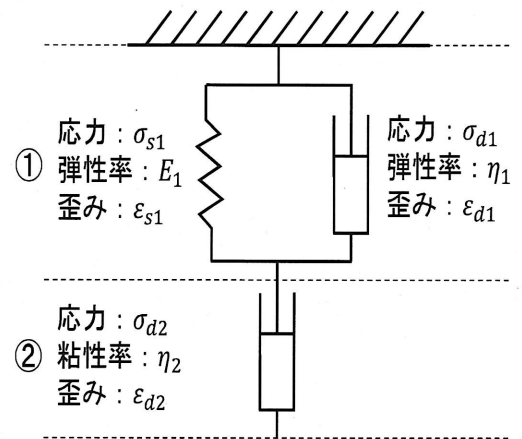 ①
応力：σs1
弾性率：E1
歪み：εs1
応力：σd1
弾性率：η1
歪み：εd1
②
応力：σd2
粘性率：η2
歪み：εd2